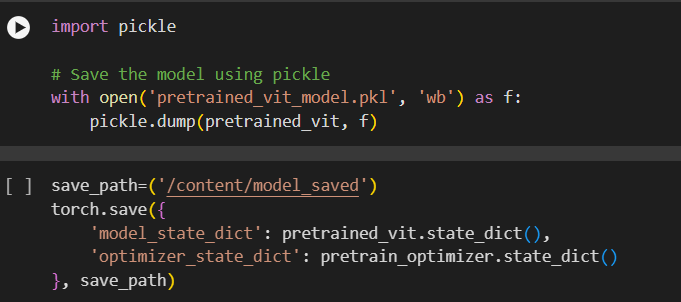 import pickle
# Save the model using pickle
with open('pretrained_vit_model.pkl', 'wb') as f:
    pickle.dump(pretrained_vit, f)
[ ] save_path=('/content/model_saved')
torch.save({
    'model_state_dict': pretrained_vit.state_dict(),
    'optimizer_state_dict': pretrain_optimizer.state_dict()
}, save_path)